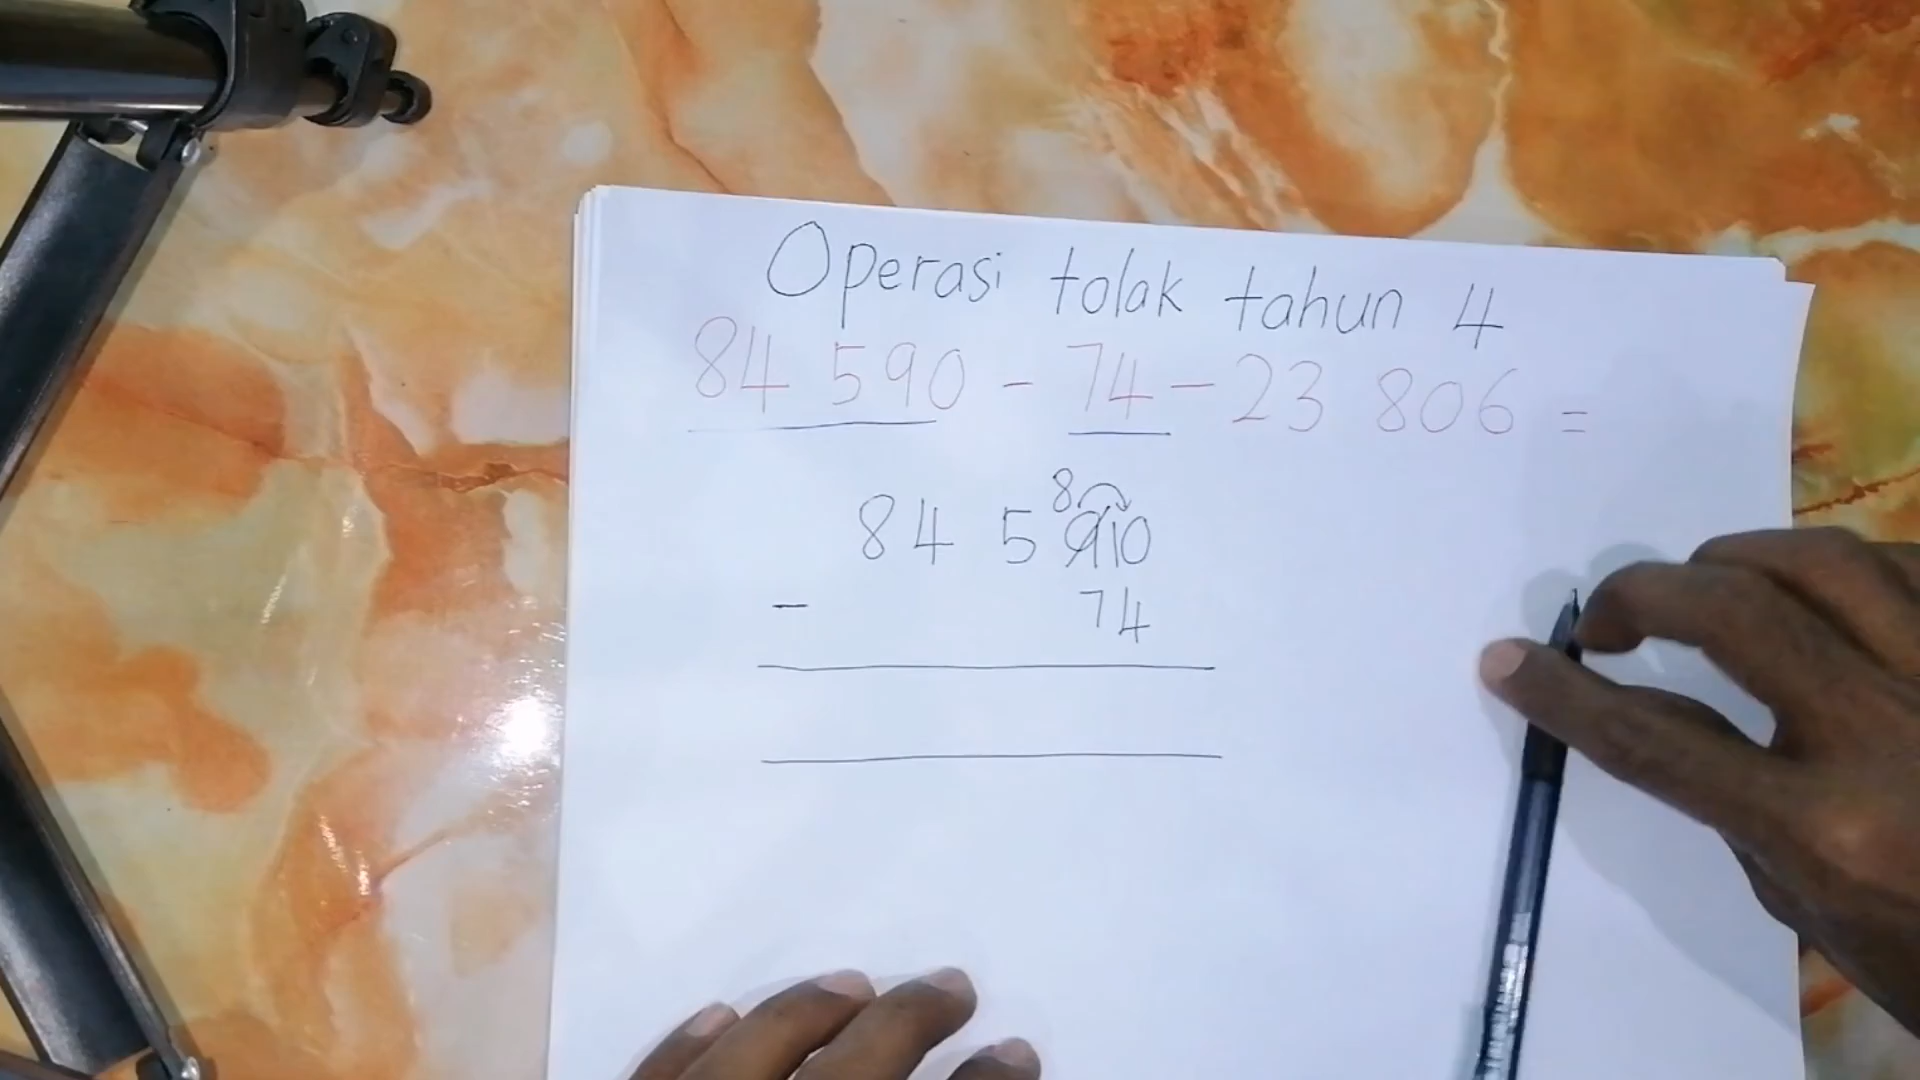 Operasi tolak tahun 4
84 590 - 74 - 23 806 =
8
84 5 9 10
- 74